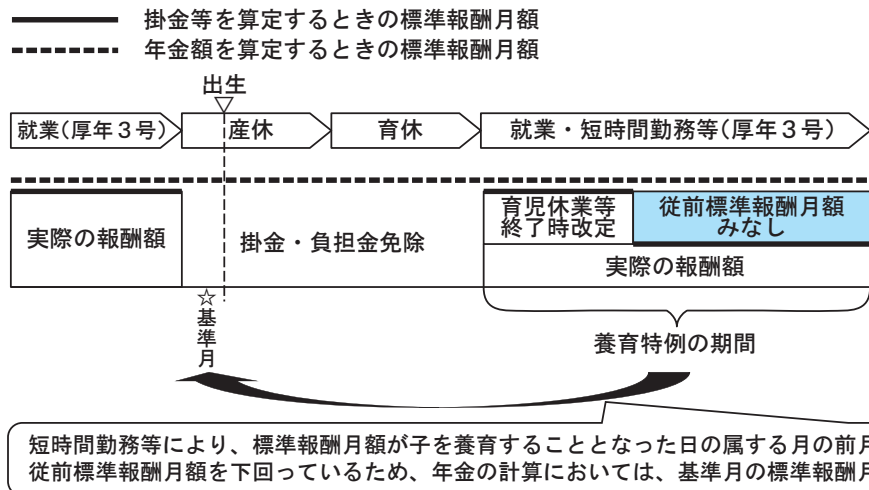 掛金等を算定するときの標準報酬月額
年金額を算定するときの標準報酬月額
出生
就業(厚年3号)
産休
育休
就業・短時間勤務等(厚年3号)
実際の報酬額
掛金・負担金免除
育児休業等
終了時改定
従前標準報酬月額
みなし
実際の報酬額
☆基準月
養育特例の期間
短時間勤務等により、標準報酬月額が子を養育することとなった日の属する月の前月
従前標準報酬月額を下回っているため、年金の計算においては、基準月の標準報酬月